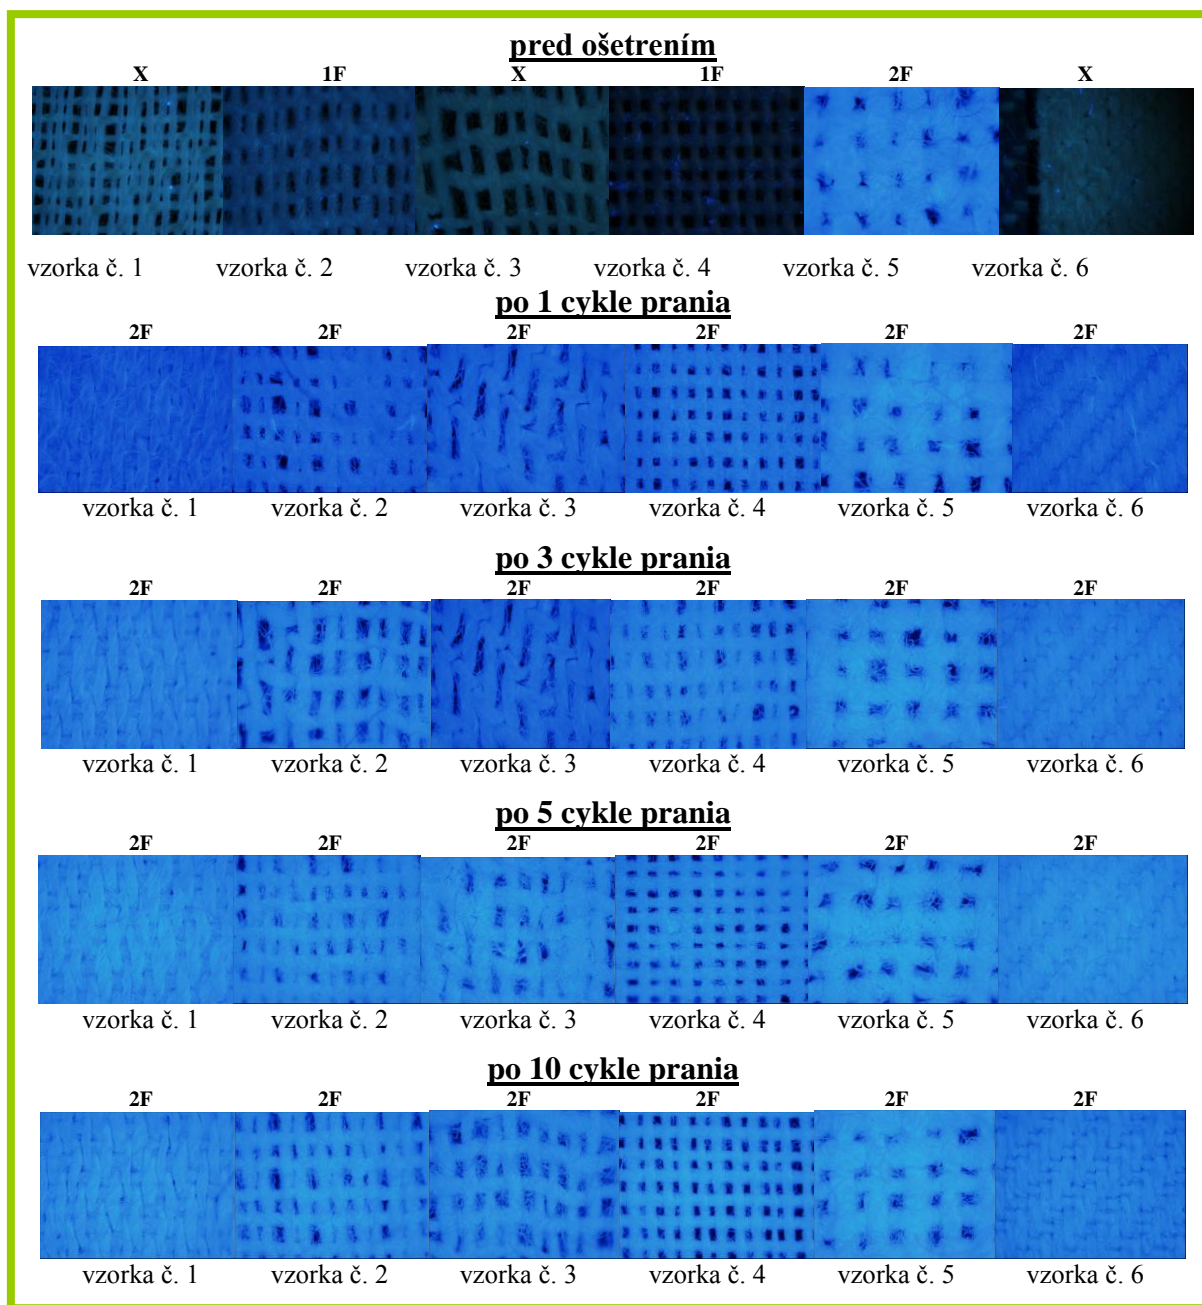 pred ošetrením
X 1F X 1F 2F X
vzorka č. 1 vzorka č. 2 vzorka č. 3 vzorka č. 4 vzorka č. 5 vzorka č. 6
po 1 cykle prania
2F 2F 2F 2F 2F 2F
vzorka č. 1 vzorka č. 2 vzorka č. 3 vzorka č. 4 vzorka č. 5 vzorka č. 6
po 3 cykle prania
2F 2F 2F 2F 2F 2F
vzorka č. 1 vzorka č. 2 vzorka č. 3 vzorka č. 4 vzorka č. 5 vzorka č. 6
po 5 cykle prania
2F 2F 2F 2F 2F 2F
vzorka č. 1 vzorka č. 2 vzorka č. 3 vzorka č. 4 vzorka č. 5 vzorka č. 6
po 10 cykle prania
2F 2F 2F 2F 2F 2F
vzorka č. 1 vzorka č. 2 vzorka č. 3 vzorka č. 4 vzorka č. 5 vzorka č. 6